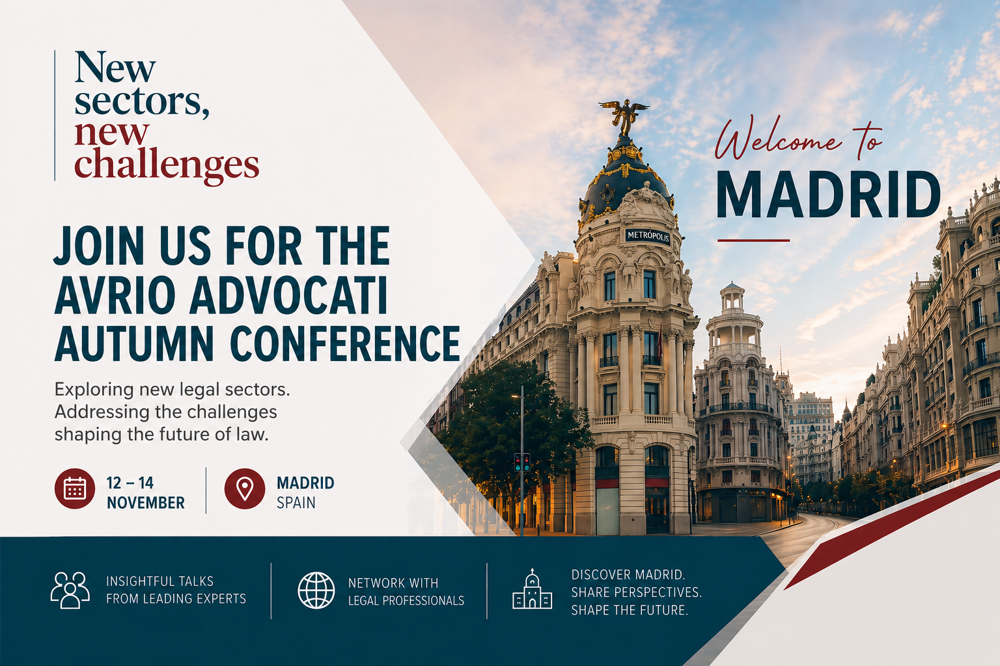 New
sectors,
new
challenges
JOIN US FOR THE
AVRIO ADVOCATI
AUTUMN CONFERENCE
Exploring new legal sectors.
Addressing the challenges
shaping the future of law.
12 – 14
NOVEMBER
MADRID
SPAIN
Welcome to
MADRID
METRÓPOLIS
INSIGHTFUL TALKS
FROM LEADING EXPERTS
NETWORK WITH
LEGAL PROFESSIONALS
DISCOVER MADRID.
SHARE PERSPECTIVES.
SHAPE THE FUTURE.